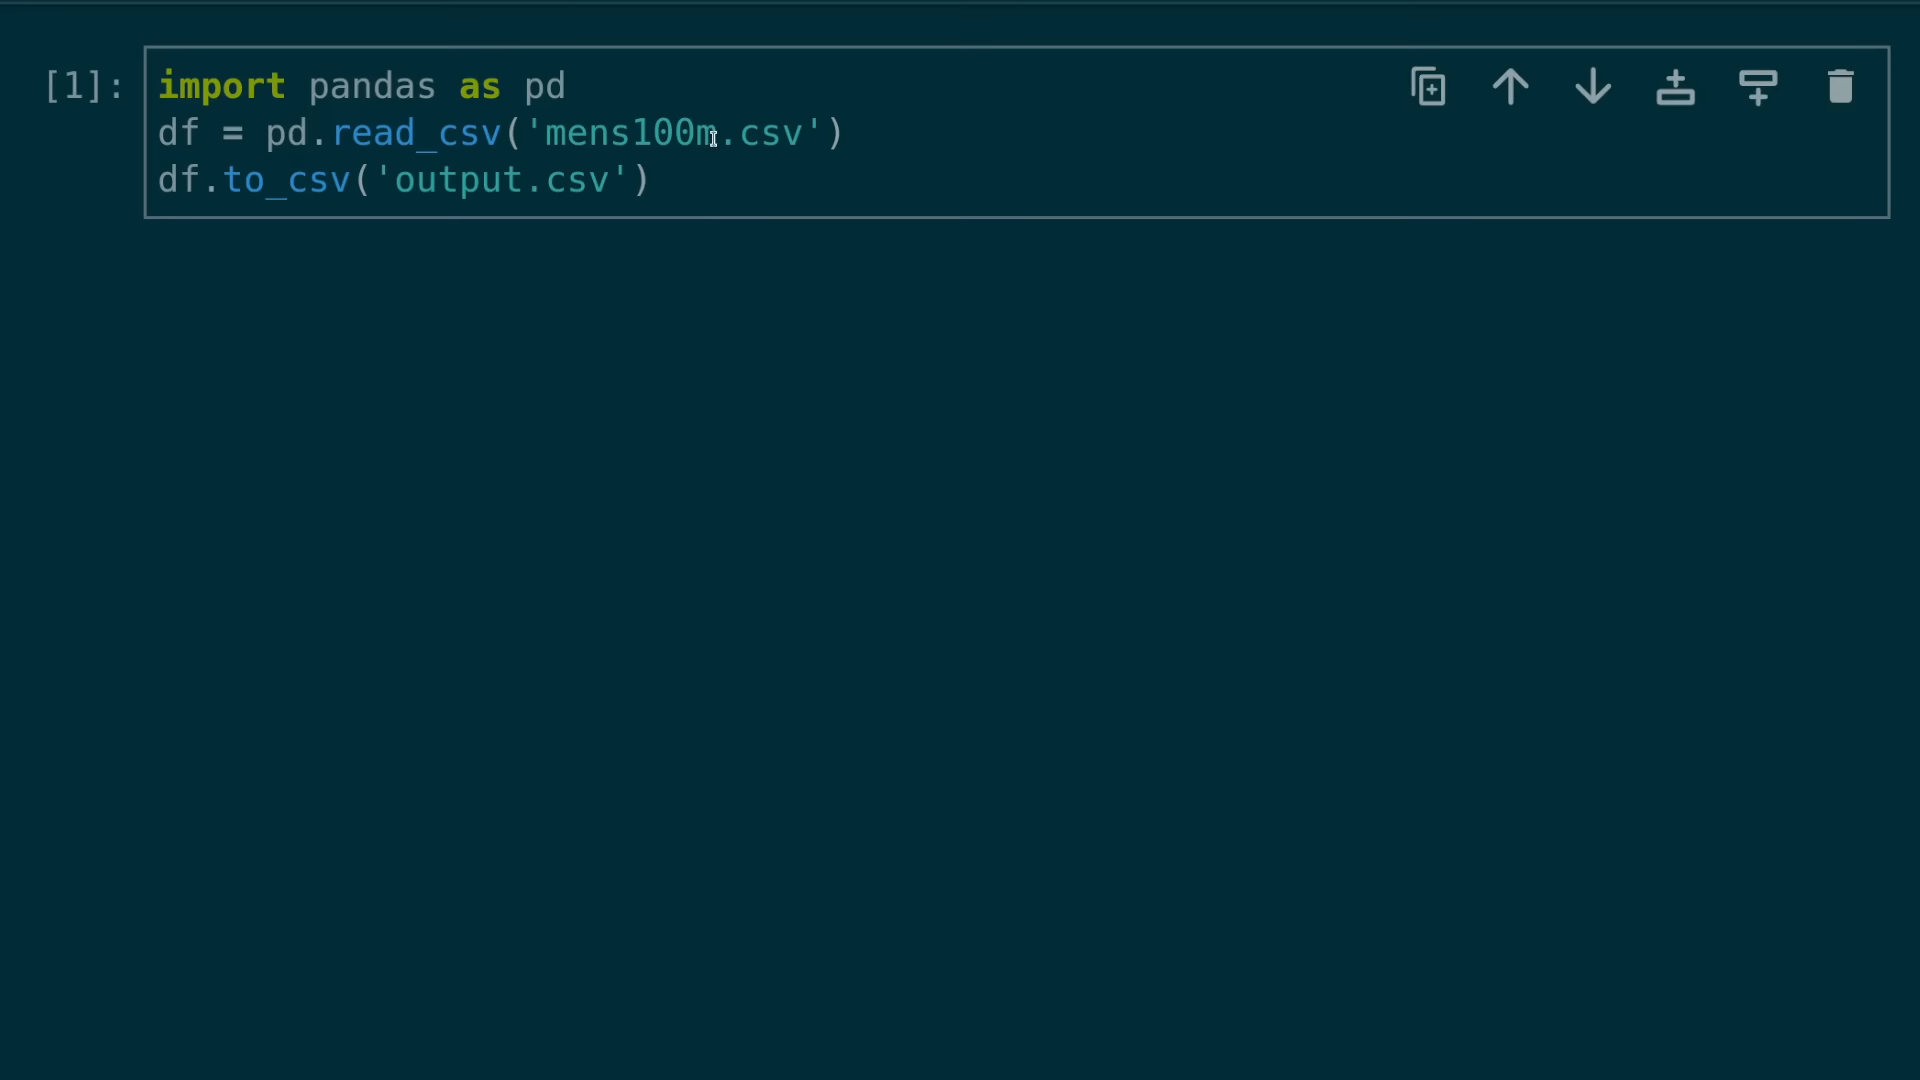 [1]: import pandas as pd
df = pd.read_csv('mens100m.csv')
df.to_csv('output.csv')